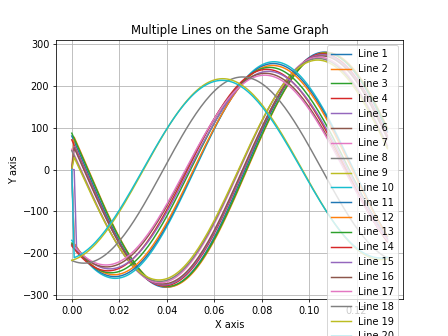 Multiple Lines on the Same Graph
300
200
100
0
−100
−200
−300
Y axis
0.00
0.02
0.04
0.06
0.08
0.10
X axis
Line 1
Line 2
Line 3
Line 4
Line 5
Line 6
Line 7
Line 8
Line 9
Line 10
Line 11
Line 12
Line 13
Line 14
Line 15
Line 16
Line 17
Line 18
Line 19